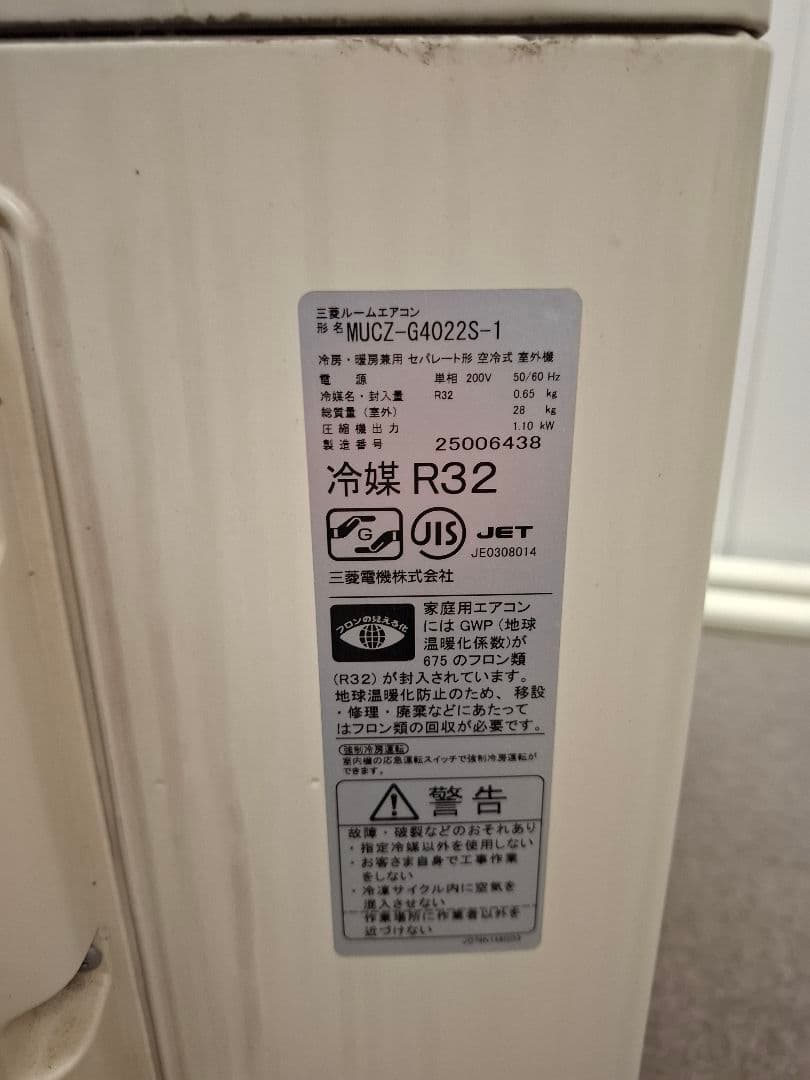 三菱ルームエアコン
形名 MUCZ-G4022S-1
冷房・暖房兼用 セパレート形 空冷式 室外機
電源 単相 200V 50/60 Hz
冷媒名・封入量 R32 0.65 kg
総質量（室外） 28 kg
圧縮機出力 1.10 kW
製造番号 25006438
冷媒 R32
G JIS JET
JE0308014
三菱電機株式会社
フロンの見える化
家庭用エアコン
には GWP（地球
温暖化係数）が
675 のフロン類
（R32）が封入されています。
地球温暖化防止のため、移設
・修理・廃棄などにあたって
はフロン類の回収が必要です。
強制冷房運転
室内機の応急運転スイッチで強制冷房運転が
できます。
警告
故障・破裂などのおそれあり
・指定冷媒以外を使用しない
・お客さま自身で工事作業
をしない
・冷凍サイクル内に空気を
混入させない
作業場所に作業者以外を
近づけない